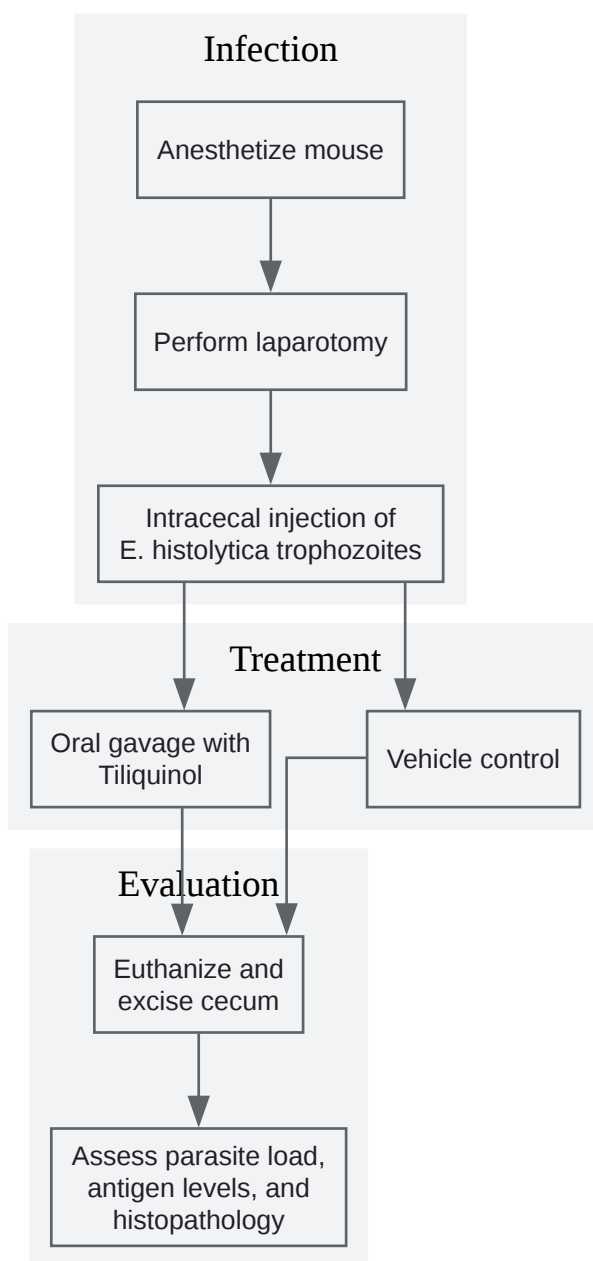 Infection
Anesthetize mouse
Perform laparotomy
Intracecal injection of
E. histolytica trophozoites
Treatment
Oral gavage with
Tiliquinol
Vehicle control
Evaluation
Euthanize and
excise cecum
Assess parasite load,
antigen levels, and
histopathology